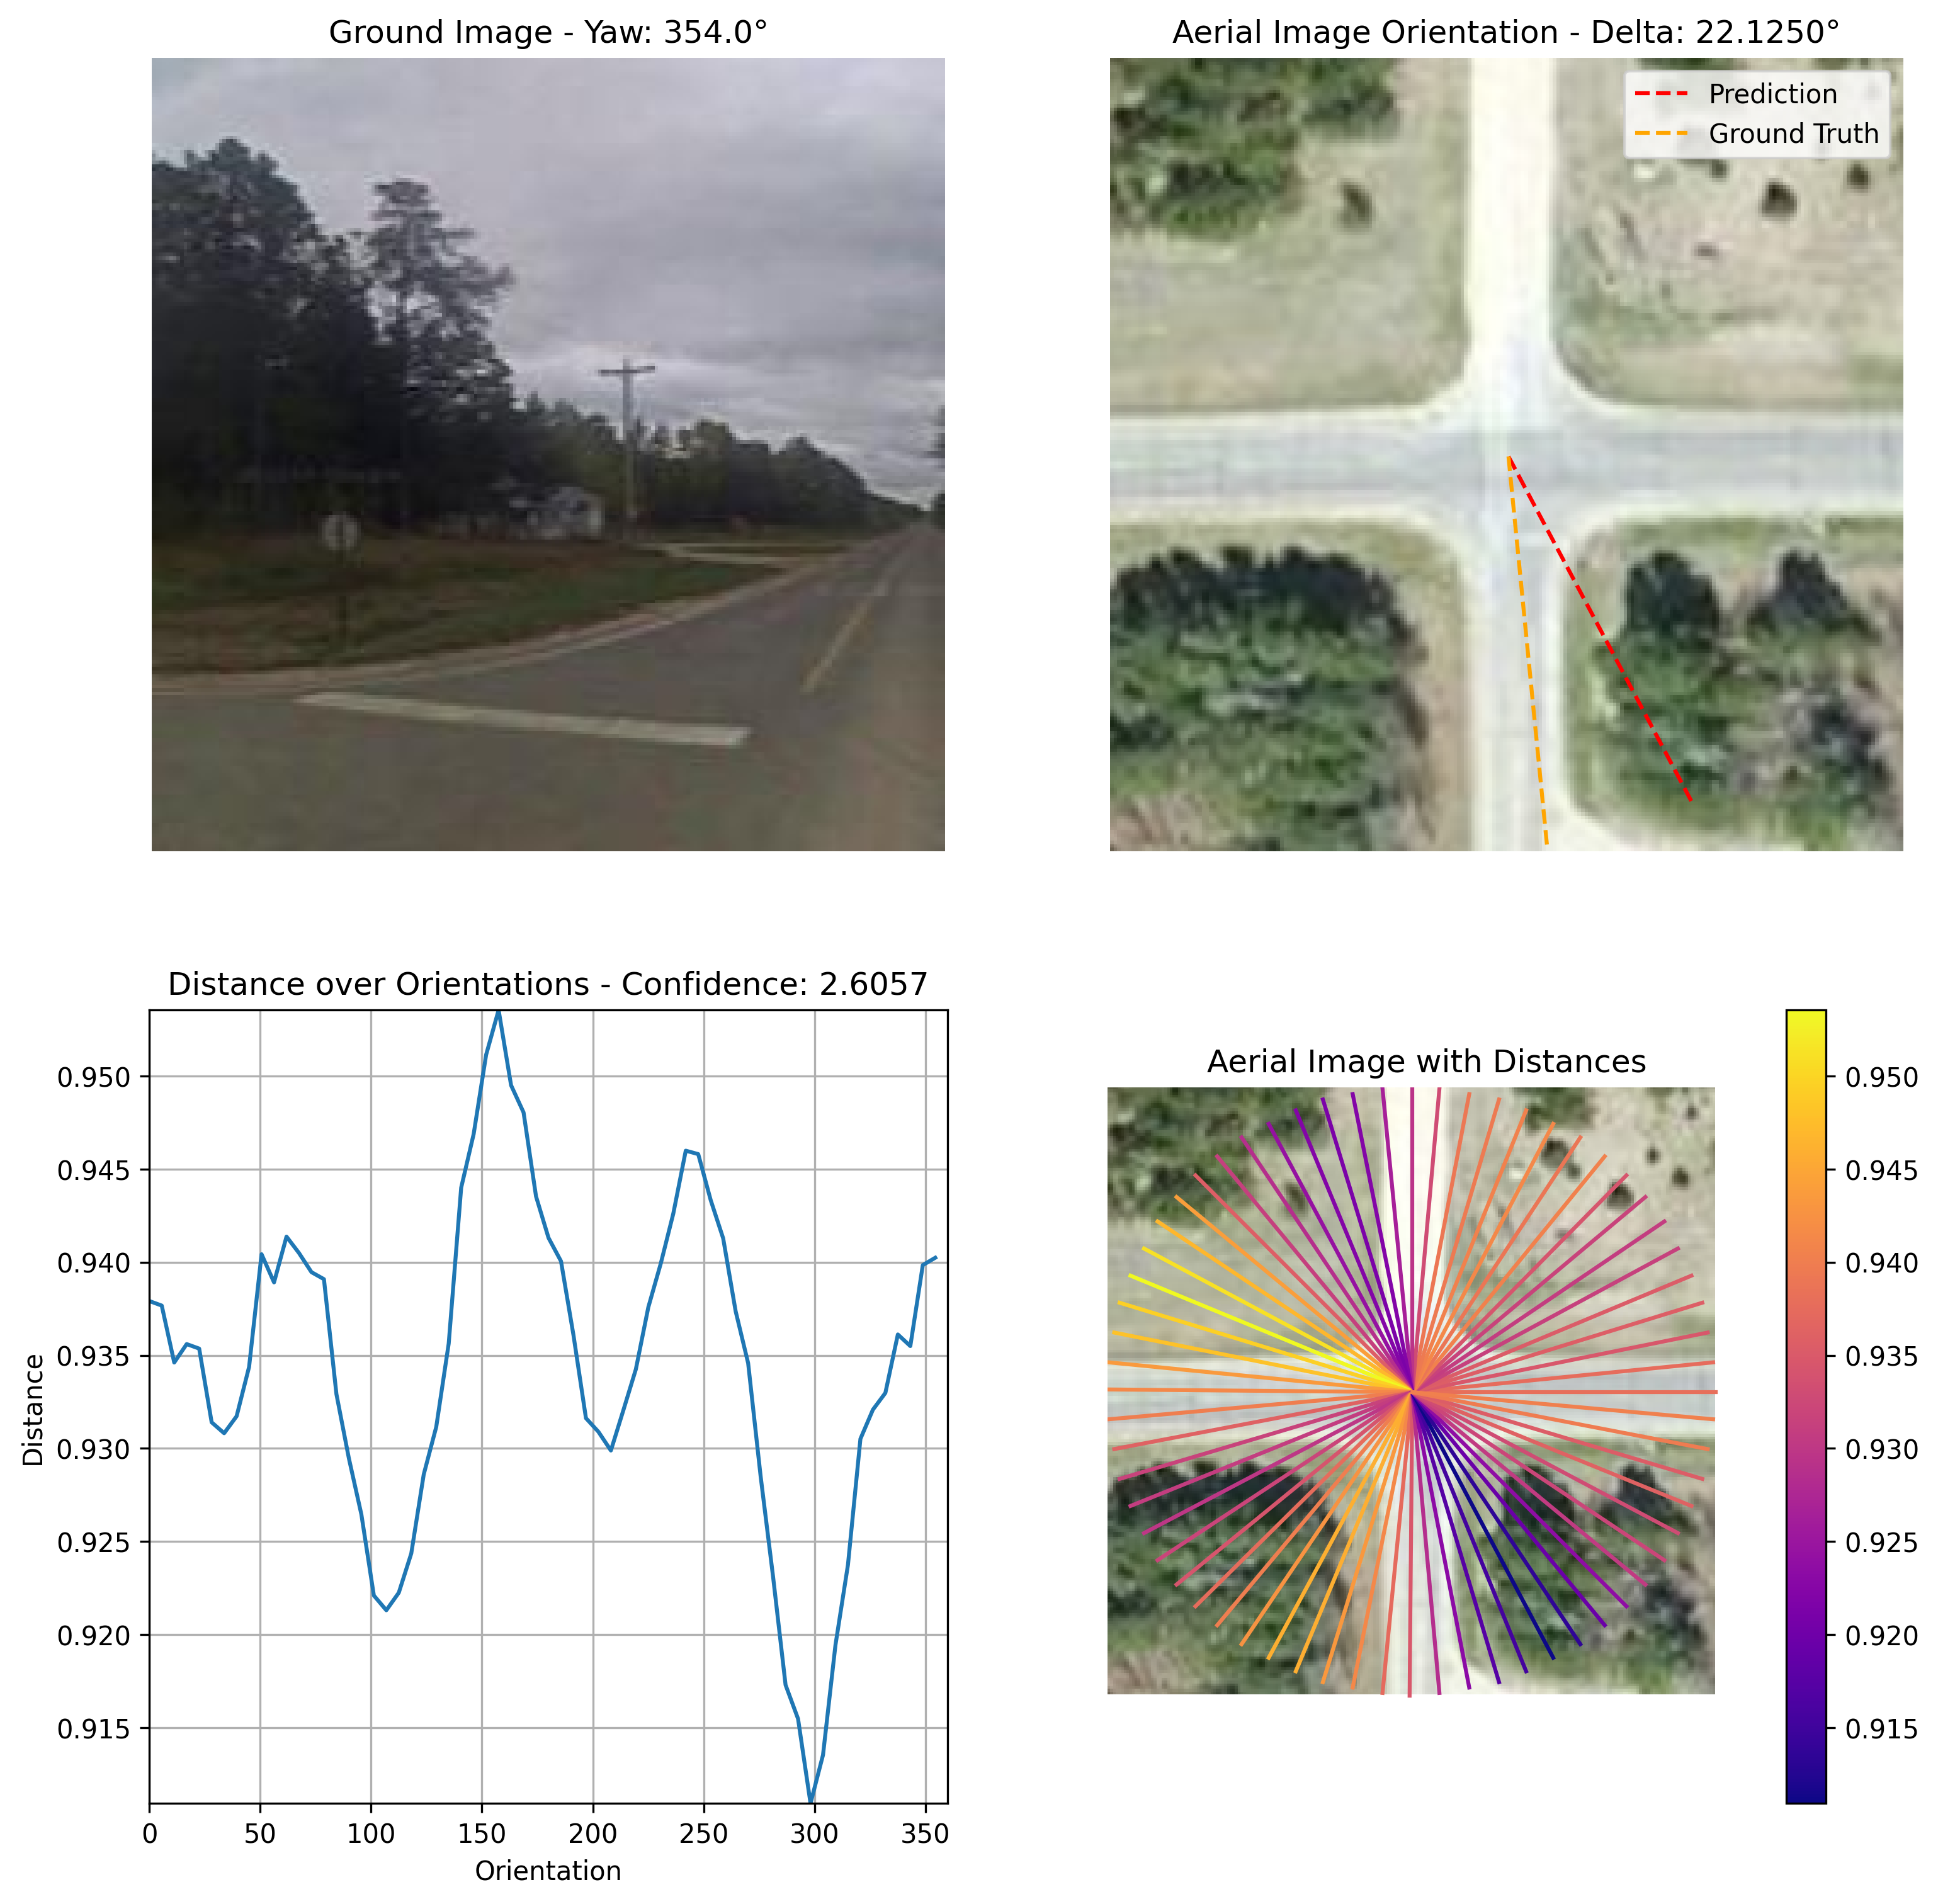 Ground Image - Yaw: 354.0°
Aerial Image Orientation - Delta: 22.1250°
Prediction
Ground Truth
Distance over Orientations - Confidence: 2.6057
0.950
0.945
0.940
0.935
0.930
0.925
0.920
0.915
Distance
0 50 100 150 200 250 300 350
Orientation
Aerial Image with Distances
0.950
0.945
0.940
0.935
0.930
0.925
0.920
0.915